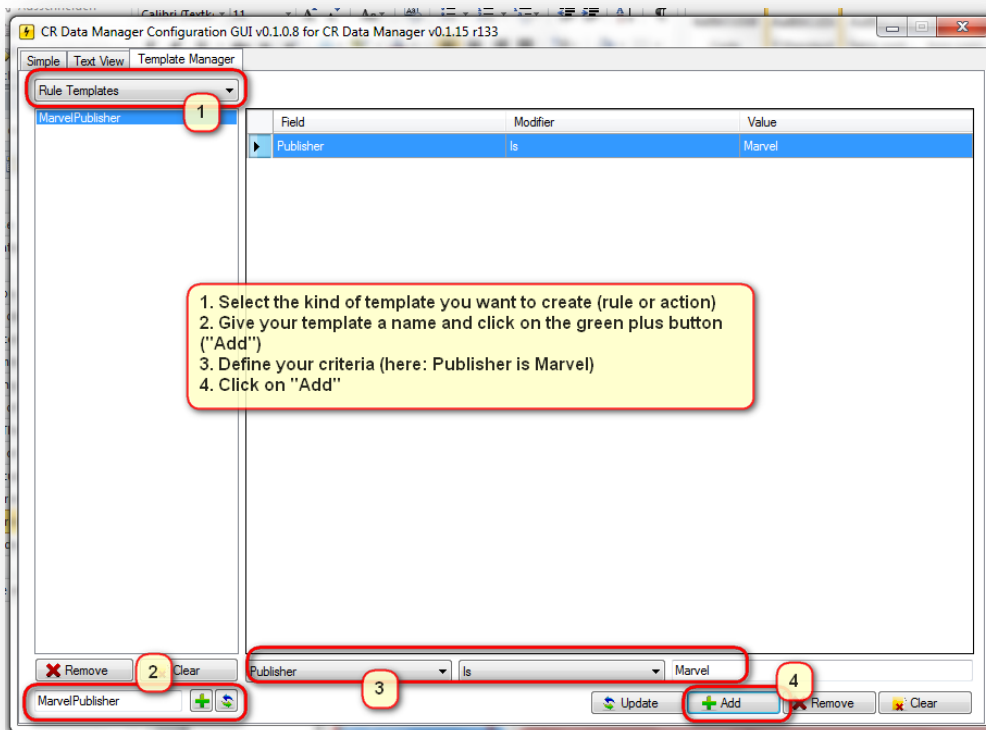 Calibri (Textk 11
CR Data Manager Configuration GUI v0.1.0.8 for CR Data Manager v0.1.15 r133
Simple Text View Template Manager
Rule Templates
1
MarvelPublisher
Field Modifier Value
Publisher Is Marvel
1. Select the kind of template you want to create (rule or action)
2. Give your template a name and click on the green plus button
("Add")
3. Define your criteria (here: Publisher is Marvel)
4. Click on "Add"
Remove 2 Clear
Publisher Is Marvel
3
4
MarvelPublisher
Update Add Remove Clear